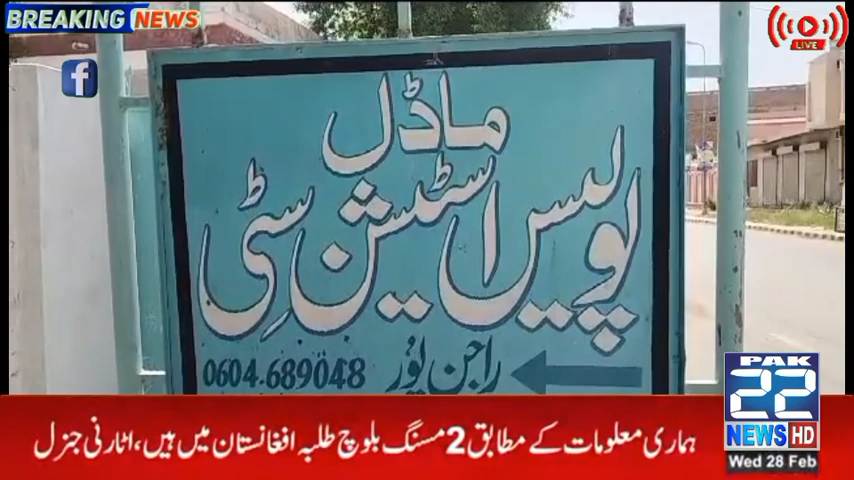 BREAKING NEWS
LIVE
f
ماڈل
پولیس اسٹیشن سٹی
راجن پور 0604.689048
ہماری معلومات کے مطابق 2 مسنگ بلوچ طلبہ افغانستان میں ہیں، اٹارنی جنرل
PAK
22
NEWS HD
Wed 28 Feb